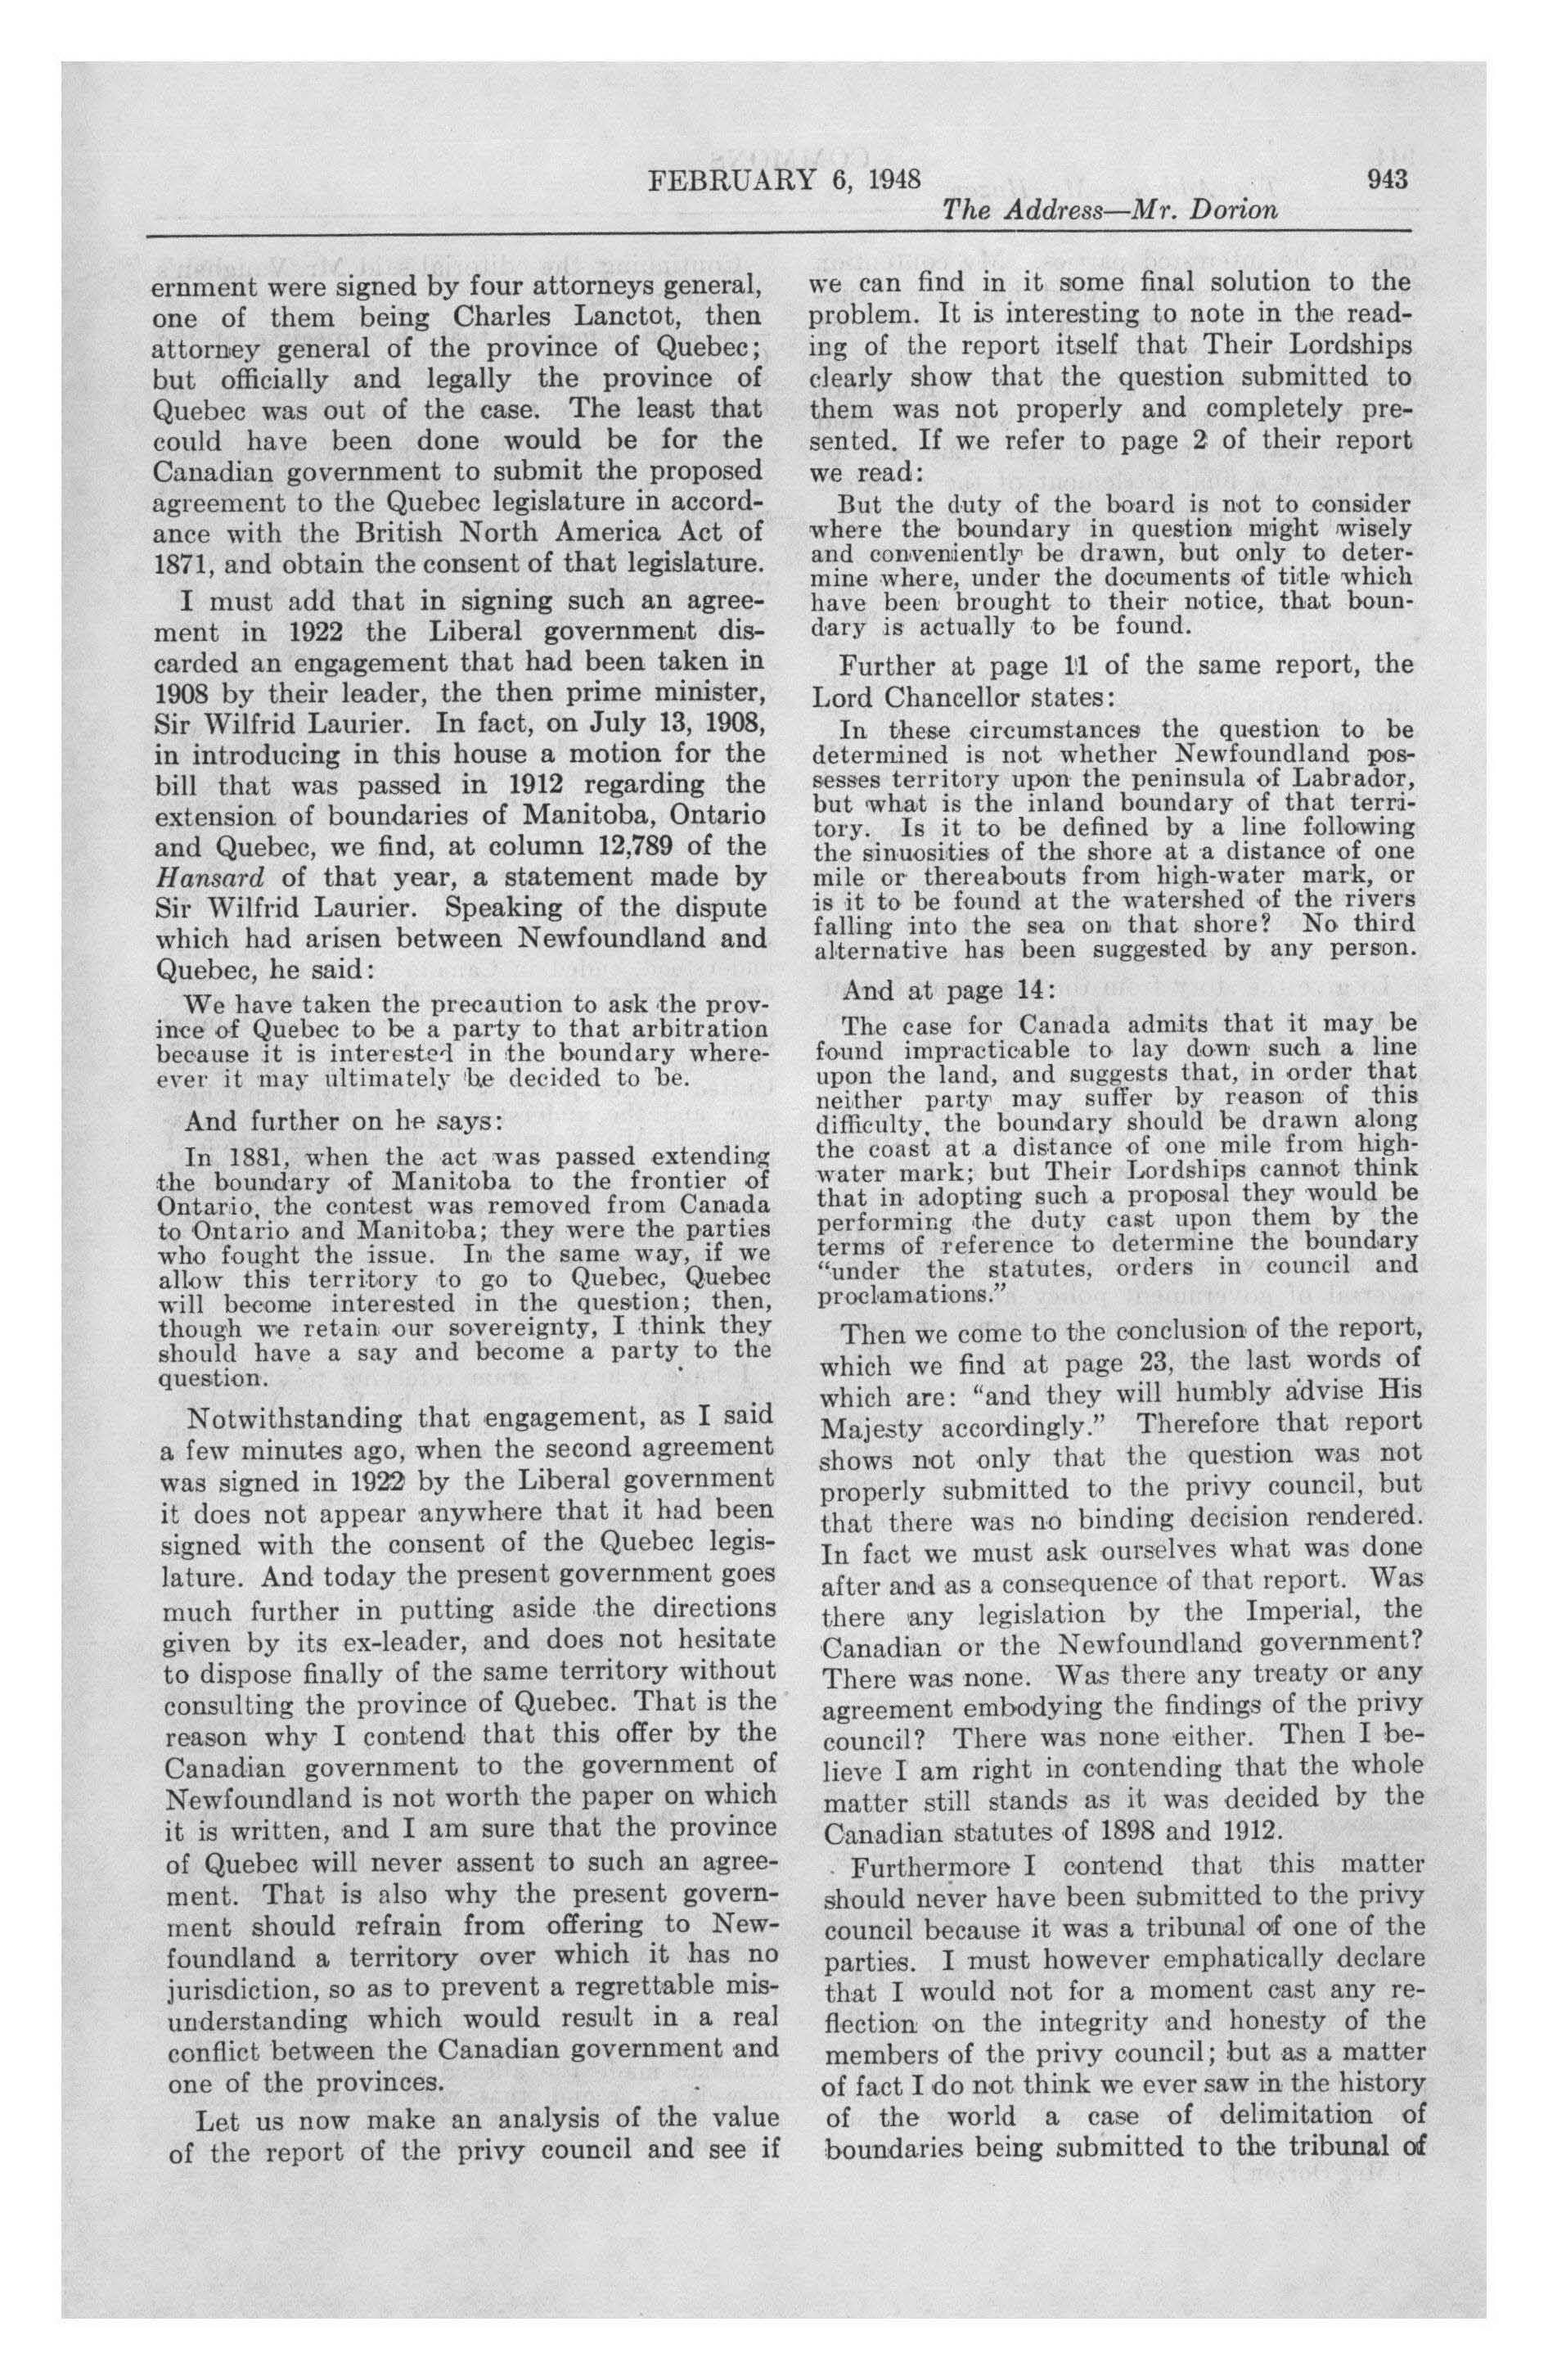 FEBRUARY 6, 1948
943
The Address—Mr. Dorion
ernment were signed by four attorneys general,
one of them being Charles Lanctot, then
attorney general of the province of Quebec;
but officially and legally the province of
Quebec was out of the case. The least that
could have been done would be for the
Canadian government to submit the proposed
agreement to the Quebec legislature in accord-
ance with the British North America Act of
1871, and obtain the consent of that legislature.
I must add that in signing such an agree-
ment in 1922 the Liberal government dis-
carded an engagement that had been taken in
1908 by their leader, the then prime minister,
Sir Wilfrid Laurier. In fact, on July 13, 1908,
in introducing in this house a motion for the
bill that was passed in 1912 regarding the
extension of boundaries of Manitoba, Ontario
and Quebec, we find, at column 12,789 of the
Hansard of that year, a statement made by
Sir Wilfrid Laurier. Speaking of the dispute
which had arisen between Newfoundland and
Quebec, he said:
We have taken the precaution to ask the prov-
ince of Quebec to be a party to that arbitration
because it is interested in the boundary where-
ever it may ultimately be decided to be.
And further on he says:
In 1881, when the act was passed extending
the boundary of Manitoba to the frontier of
Ontario, the contest was removed from Canada
to Ontario and Manitoba; they were the parties
who fought the issue. In the same way, if we
allow this territory to go to Quebec, Quebec
will become interested in the question; then,
though we retain our sovereignty, I think they
should have a say and become a party to the
question.
Notwithstanding that engagement, as I said
a few minutes ago, when the second agreement
was signed in 1922 by the Liberal government
it does not appear anywhere that it had been
signed with the consent of the Quebec legis-
lature. And today the present government goes
much further in putting aside the directions
given by its ex-leader, and does not hesitate
to dispose finally of the same territory without
consulting the province of Quebec. That is the
reason why I contend that this offer by the
Canadian government to the government of
Newfoundland is not worth the paper on which
it is written, and I am sure that the province
of Quebec will never assent to such an agree-
ment. That is also why the present govern-
ment should refrain from offering to New-
foundland a territory over which it has no
jurisdiction, so as to prevent a regrettable mis-
understanding which would result in a real
conflict between the Canadian government and
one of the provinces.
Let us now make an analysis of the value
of the report of the privy council and see if
we can find in it some final solution to the
problem. It is interesting to note in the read-
ing of the report itself that Their Lordships
clearly show that the question submitted to
them was not properly and completely pre-
sented. If we refer to page 2 of their report
we read:
But the duty of the board is not to consider
where the boundary in question might wisely
and conveniently be drawn, but only to deter-
mine where, under the documents of title which
have been brought to their notice, that boun-
dary is actually to be found.
Further at page 11 of the same report, the
Lord Chancellor states:
In these circumstances the question to be
determined is not whether Newfoundland pos-
sesses territory upon the peninsula of Labrador,
but what is the inland boundary of that terri-
tory. Is it to be defined by a line following
the sinuosities of the shore at a distance of one
mile or thereabouts from high-water mark, or
is it to be found at the watershed of the rivers
falling into the sea on that shore? No third
alternative has been suggested by any person.
And at page 14:
The case for Canada admits that it may be
found impracticable to lay down such a line
upon the land, and suggests that, in order that
neither party may suffer by reason of this
difficulty, the boundary should be drawn along
the coast at a distance of one mile from high-
water mark; but Their Lordships cannot think
that in adopting such a proposal they would be
performing the duty cast upon them by the
terms of reference to determine the boundary
"under the statutes, orders in council and
proclamations."
Then we come to the conclusion of the report,
which we find at page 23, the last words of
which are: "and they will humbly advise His
Majesty accordingly." Therefore that report
shows not only that the question was not
properly submitted to the privy council, but
that there was no binding decision rendered.
In fact we must ask ourselves what was done
after and as a consequence of that report. Was
there any legislation by the Imperial, the
Canadian or the Newfoundland government?
There was none. Was there any treaty or any
agreement embodying the findings of the privy
council? There was none either. Then I be-
lieve I am right in contending that the whole
matter still stands as it was decided by the
Canadian statutes of 1898 and 1912.
Furthermore I contend that this matter
should never have been submitted to the privy
council because it was a tribunal of one of the
parties. I must however emphatically declare
that I would not for a moment cast any re-
flection on the integrity and honesty of the
members of the privy council; but as a matter
of fact I do not think we ever saw in the history
of the world a case of delimitation of
boundaries being submitted to the tribunal of